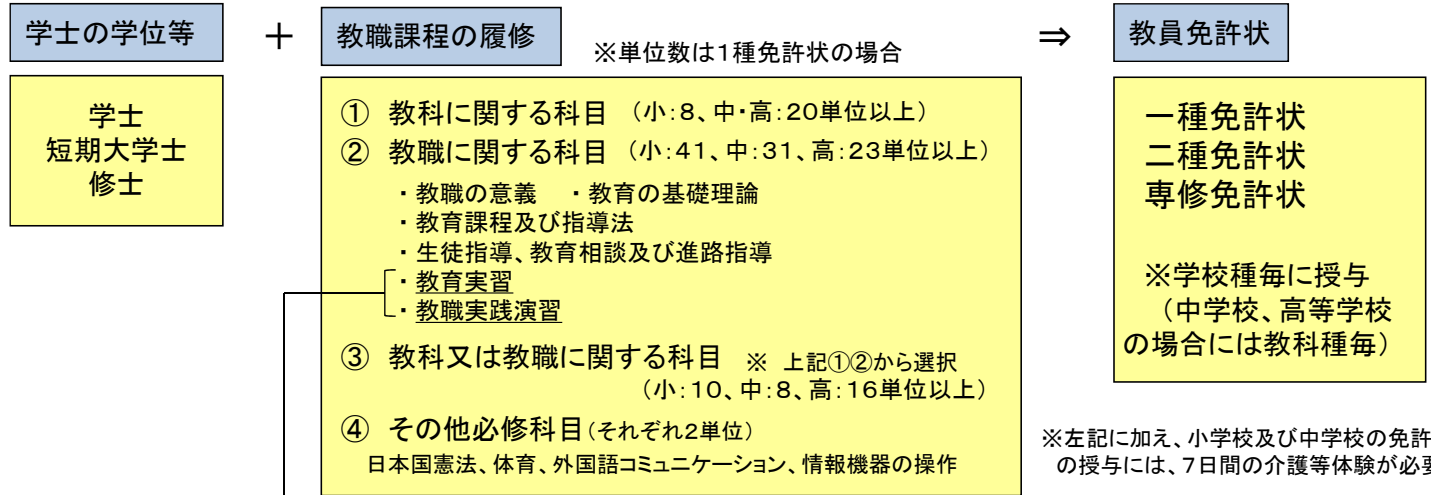 学士の学位等
＋
教職課程の履修
※単位数は１種免許状の場合
⇒
教員免許状
学士
短期大学士
修士
① 教科に関する科目 （小：８、中・高：２０単位以上）
② 教職に関する科目 （小：４１、中：３１、高：２３単位以上）
・教職の意義 ・教育の基礎理論
・教育課程及び指導法
・生徒指導、教育相談及び進路指導
・教育実習
・教職実践演習
③ 教科又は教職に関する科目 ※ 上記①②から選択
（小：１０、中：８、高：１６単位以上）
④ その他必修科目（それぞれ２単位）
日本国憲法、体育、外国語コミュニケーション、情報機器の操作
一種免許状
二種免許状
専修免許状
※学校種毎に授与
（中学校、高等学校
の場合には教科種毎）
※左記に加え、小学校及び中学校の免許
の授与には、７日間の介護等体験が必要